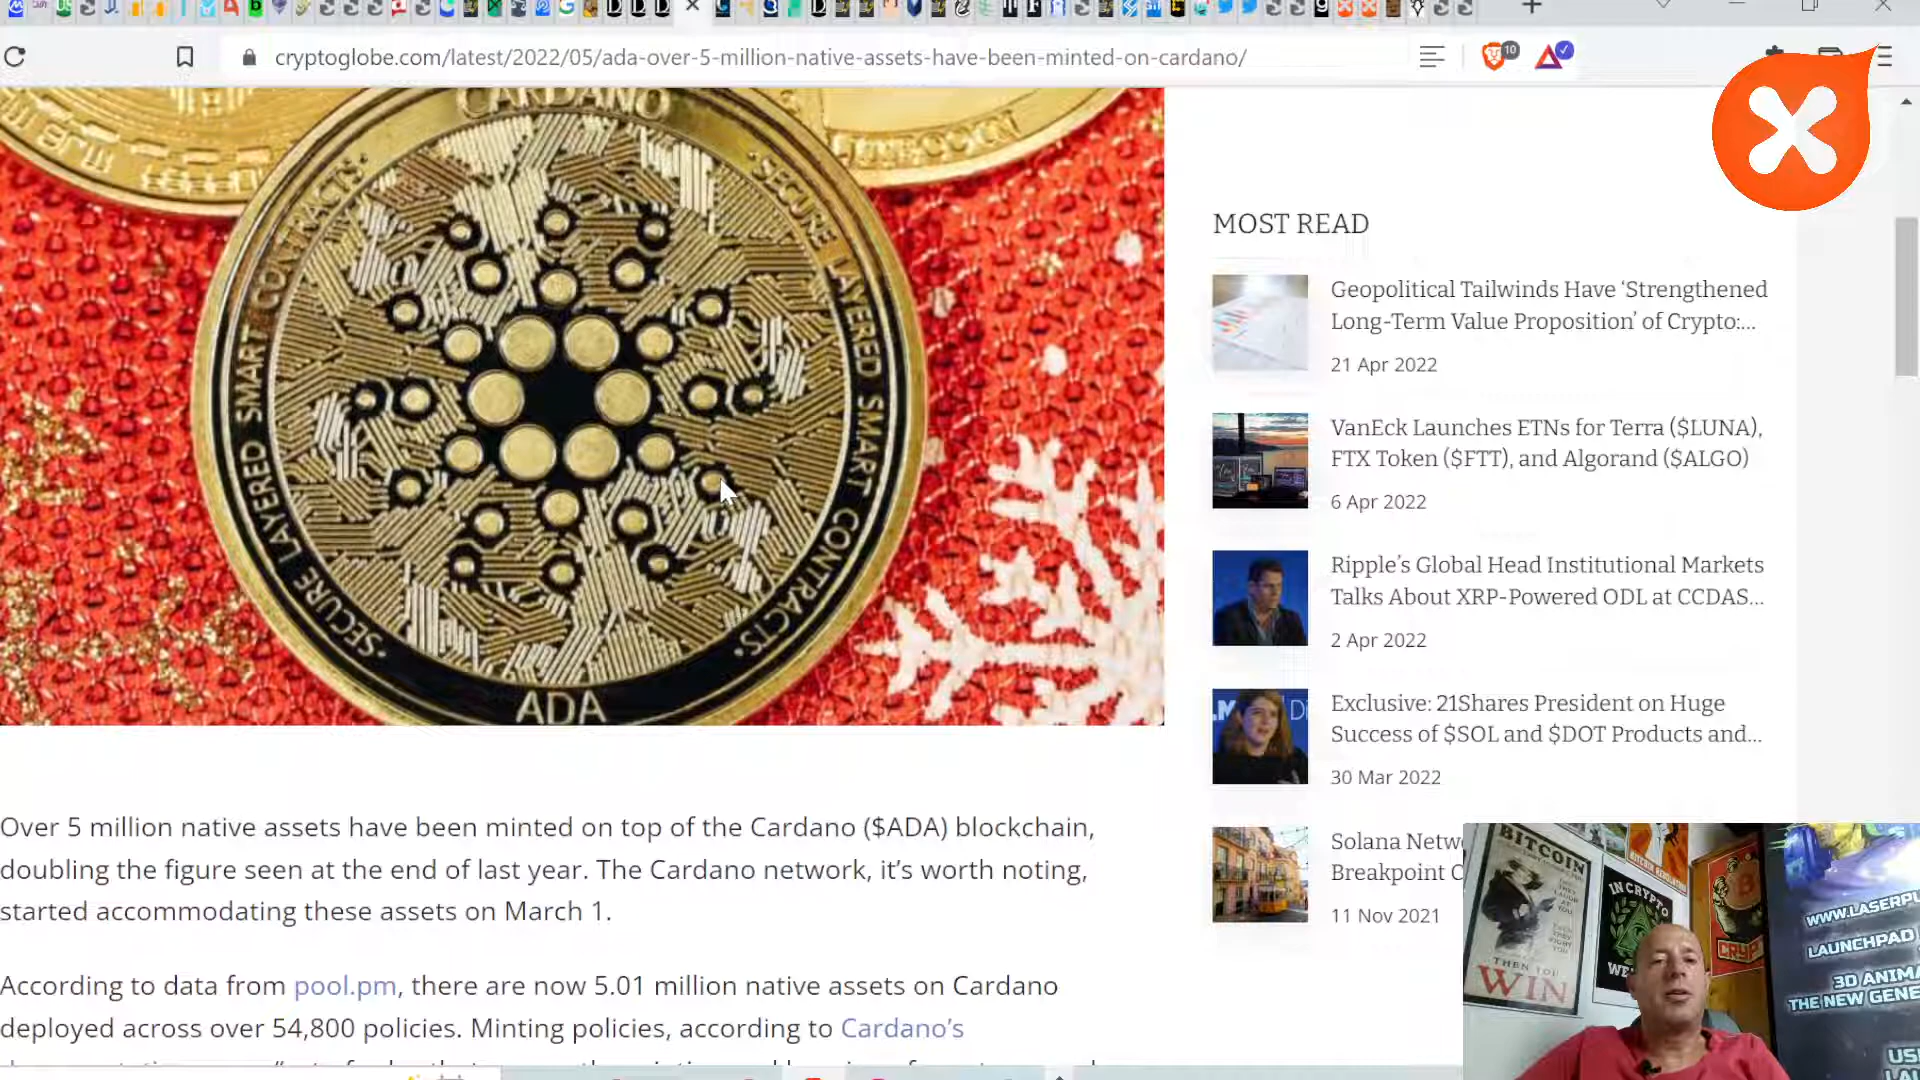 cryptoglobe.com/latest/2022/05/ada-over-5-million-native-assets-have-been-minted-on-cardano/
10
CARDANO
SECURE LAYERED SMART CONTRACTS
SECURE LAYERED SMART CONTRACTS
ADA
MOST READ
Geopolitical Tailwinds Have ‘Strengthened
Long-Term Value Proposition’ of Crypto:...
21 Apr 2022
VanEck Launches ETNs for Terra ($LUNA),
FTX Token ($FTT), and Algorand ($ALGO)
6 Apr 2022
Ripple’s Global Head Institutional Markets
Talks About XRP-Powered ODL at CCDAS...
2 Apr 2022
Exclusive: 21Shares President on Huge
Success of $SOL and $DOT Products and...
30 Mar 2022
Solana Netw
Breakpoint C
11 Nov 2021
Over 5 million native assets have been minted on top of the Cardano ($ADA) blockchain,
doubling the figure seen at the end of last year. The Cardano network, it’s worth noting,
started accommodating these assets on March 1.
According to data from pool.pm, there are now 5.01 million native assets on Cardano
deployed across over 54,800 policies. Minting policies, according to Cardano’s
BITCOIN
THEN YOU
WIN
IN CRYPTO
WE
CRYP
WWW.LASERPU
LAUNCHPAD
3D ANIMA
THE NEW GENE